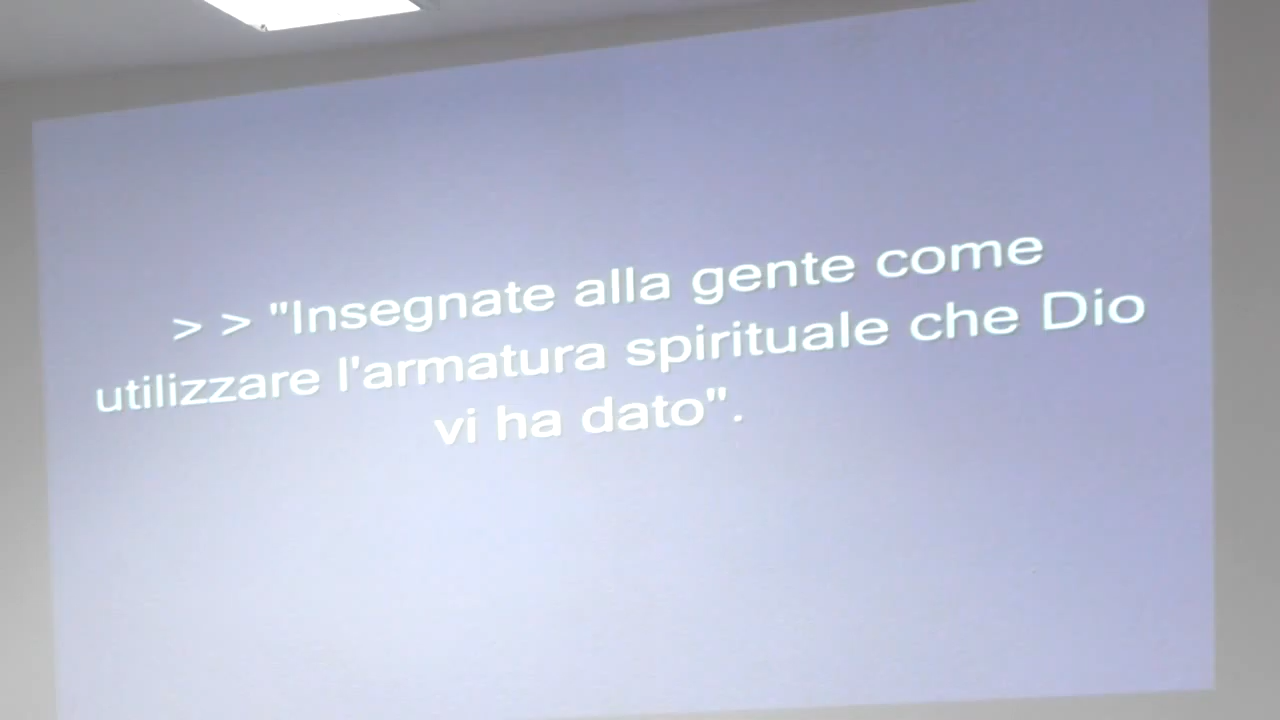 > > "Insegnate alla gente come
utilizzare l'armatura spirituale che Dio
vi ha dato".